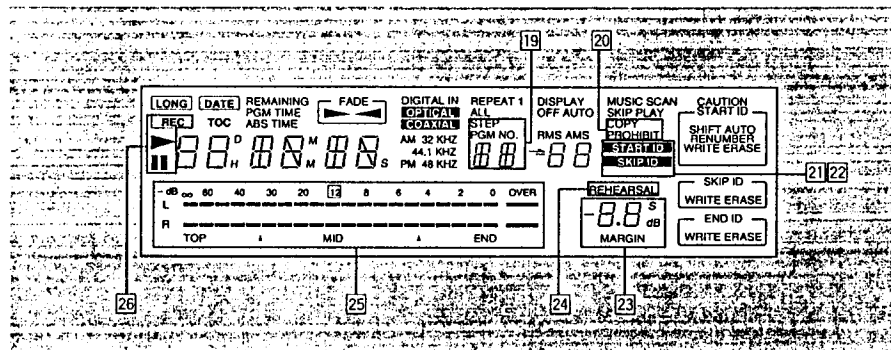 19 20
LONG DATE REMAINING FADE DIGITAL IN REPEAT 1 DISPLAY MUSIC SCAN CAUTION
REC TOC PGM TIME OPTICAL ALL OFF AUTO SKIP PLAY START ID
ABS TIME COAXIAL STEP COPY SHIFT AUTO
AM 32 KHZ PGM NO. RMS AMS PROHIBIT RENUMBER
D M 44.1 KHZ START ID WRITE ERASE
H M S PM 48 KHZ SKIP ID
21 22
-dB ∞ 60 40 30 20 12 8 6 4 2 0 OVER REHEARSAL SKIP ID
L -8.8 S WRITE ERASE
R dB END ID
TOP MID END MARGIN WRITE ERASE
26 25 24 23